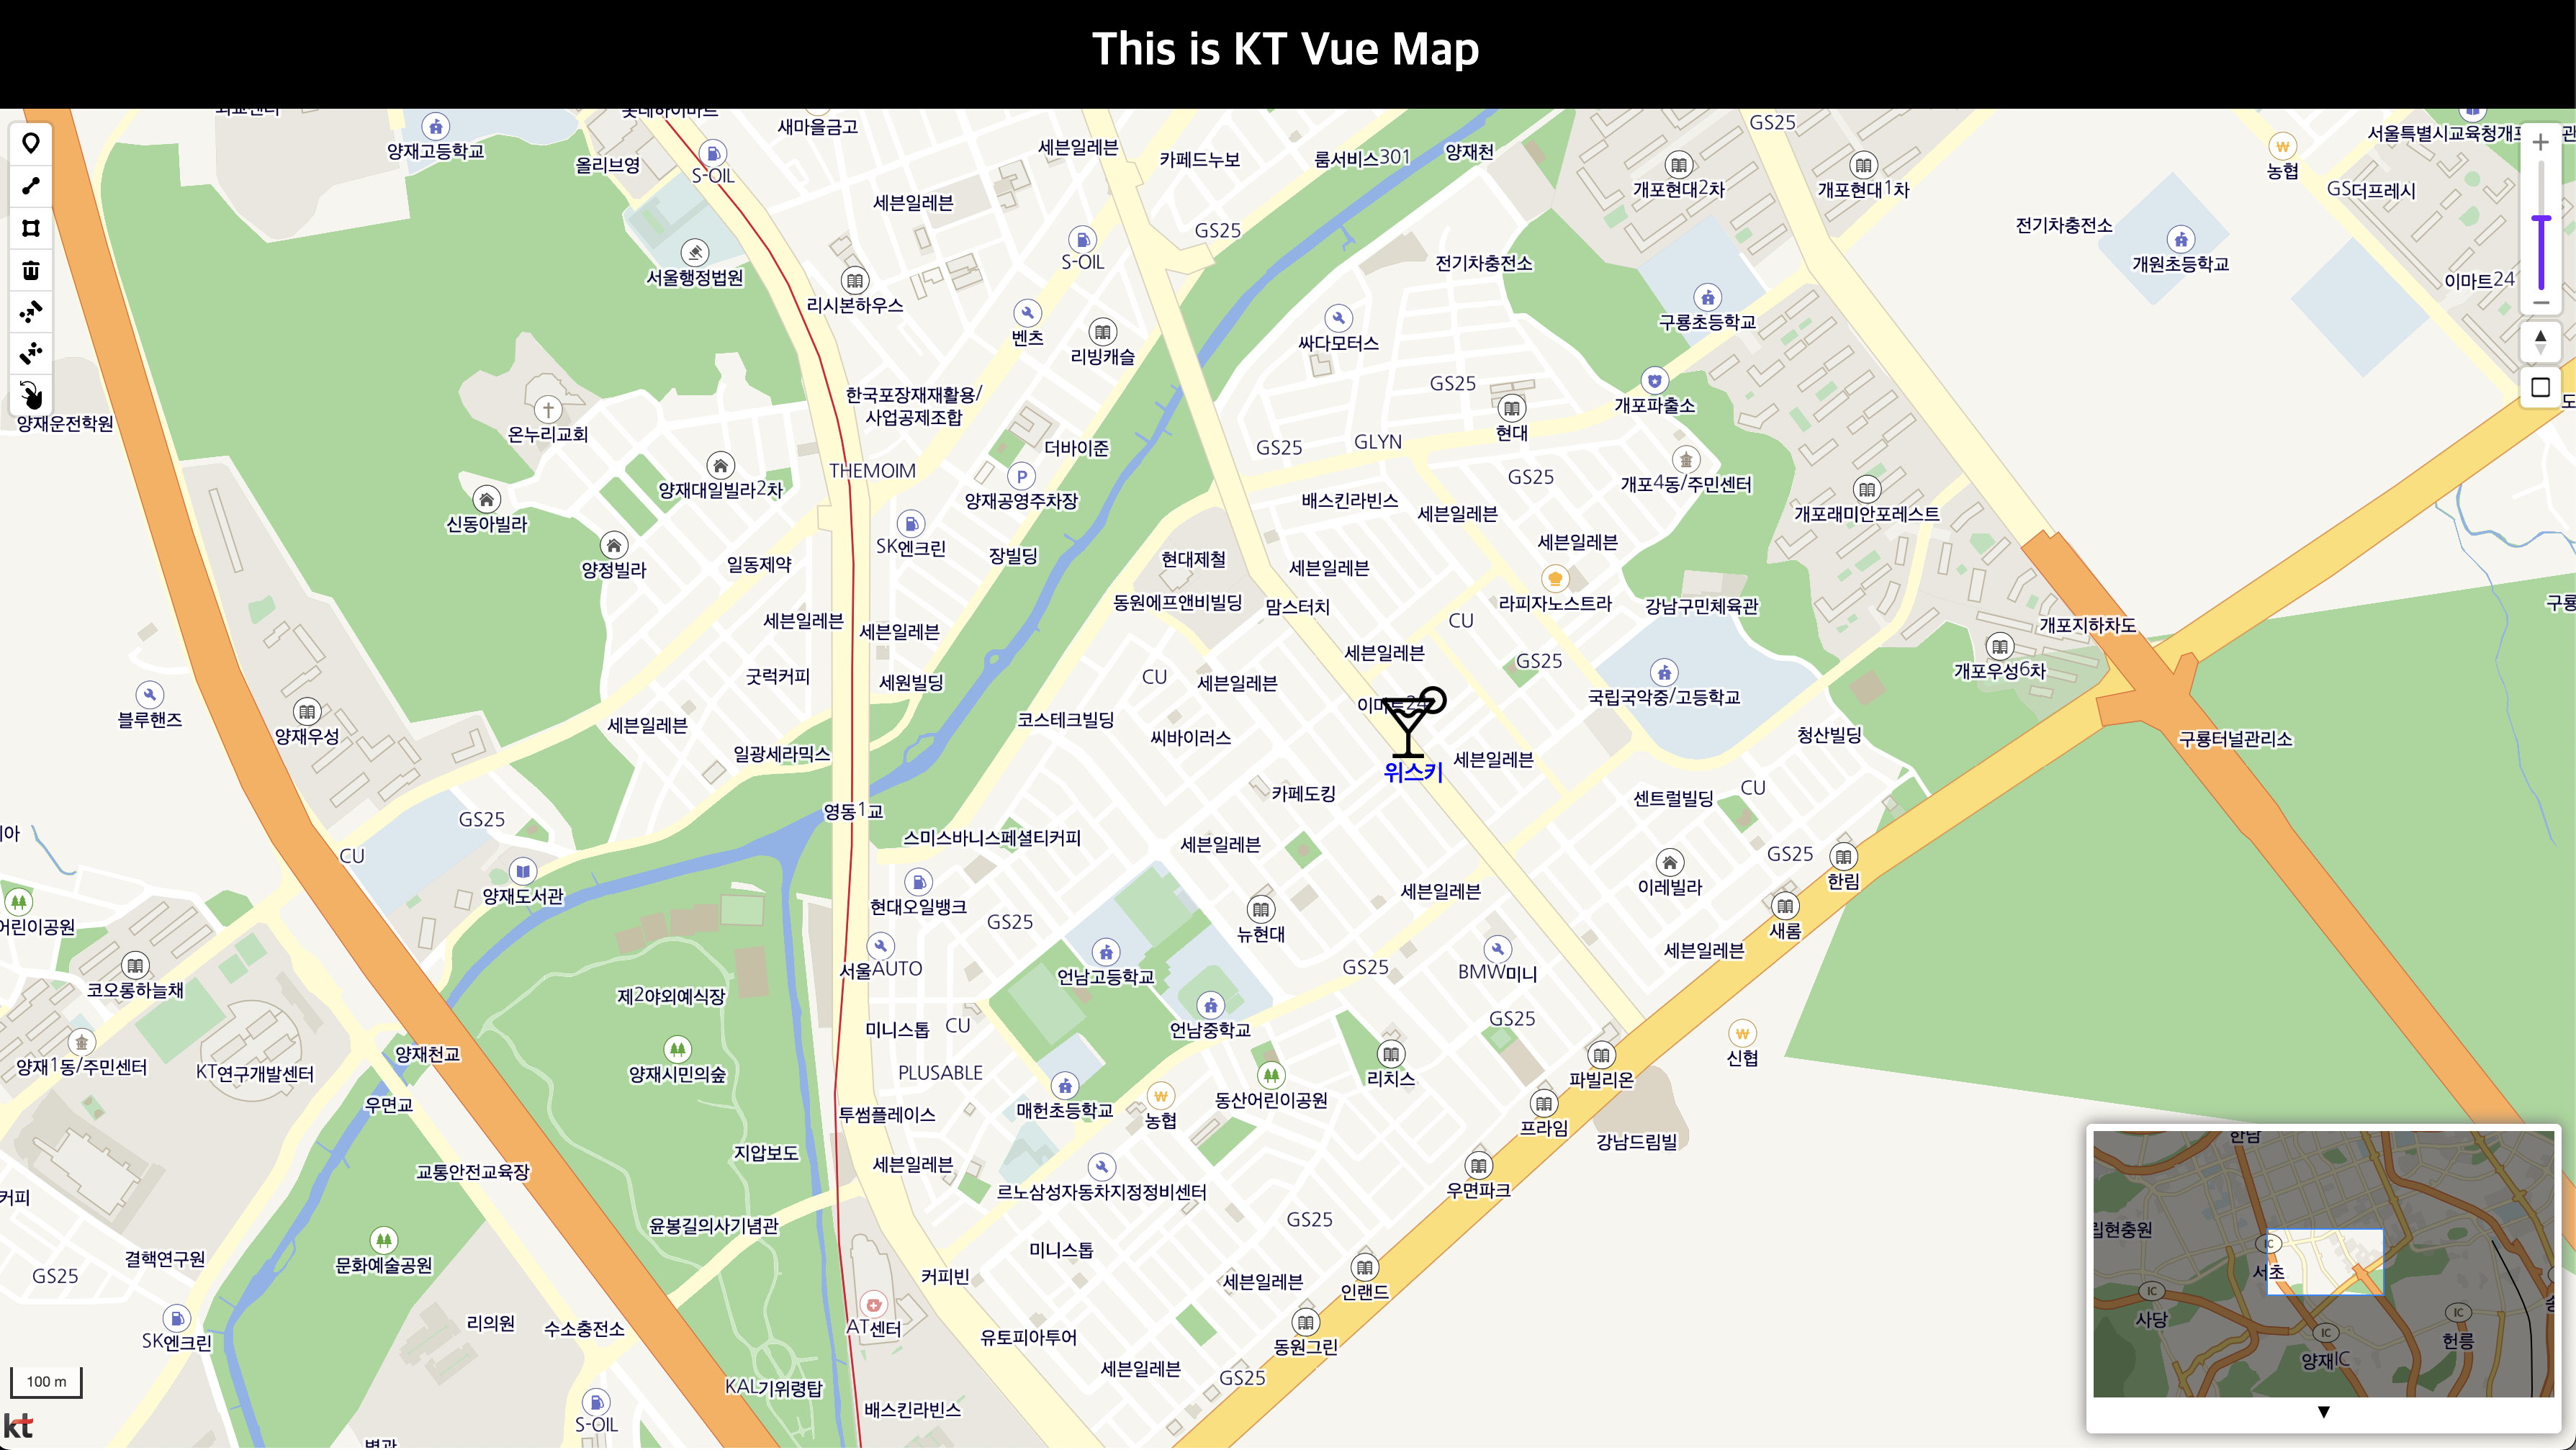 This is KT Vue Map
롯데하이마트
새마을금고
세븐일레븐
카페드누보
룸서비스301
양재천
GS25
개포현대2차
개포현대1차
농협
GS더프레시
양재고등학교
올리브영
S-OIL
세븐일레븐
GS25
전기차충전소
개원초등학교
이마트24
서울행정법원
리시본하우스
S-OIL
전기차충전소
벤츠
리빙캐슬
싸다모터스
구룡초등학교
양재운전학원
온누리교회
한국포장재재활용/
사업공제조합
더바이준
GS25
현대
개포파출소
GS25
GLYN
THEMOIM
양재대일빌라2차
양재공영주차장
배스킨라빈스
GS25
개포4동/주민센터
신동아빌라
세븐일레븐
개포래미안포레스트
양정빌라
SK엔크린
장빌딩
현대제철
세븐일레븐
세븐일레븐
일동제약
동원에프앤비빌딩
맘스터치
라피자노스트라
강남구민체육관
개포지하차도
세븐일레븐
세븐일레븐
CU
세븐일레븐
GS25
개포우성6차
굿럭커피
세원빌딩
CU
세븐일레븐
국립국악중/고등학교
블루핸즈
양재우성
세븐일레븐
코스테크빌딩
씨바이러스
위스키
세븐일레븐
청산빌딩
구룡터널관리소
일광세라믹스
카페도킹
센트럴빌딩
CU
영동1교
GS25
CU
스미스바니스페셜티커피
세븐일레븐
GS25
한림
양재도서관
현대오일뱅크
GS25
뉴현대
세븐일레븐
이레빌라
새롬
어린이공원
코오롱하늘채
서울AUTO
언남고등학교
GS25
BMW미니
세븐일레븐
제2야외예식장
미니스톱
CU
언남중학교
GS25
신협
양재1동/주민센터
KT연구개발센터
양재천교
양재시민의숲
PLUSABLE
리치스
파빌리온
우면교
투썸플레이스
매헌초등학교
농협
동산어린이공원
프라임
강남드림빌
교통안전교육장
지압보도
세븐일레븐
르노삼성자동차지정정비센터
우면파크
커피
윤봉길의사기념관
GS25
결핵연구원
문화예술공원
미니스톱
GS25
커피빈
세븐일레븐
인랜드
SK엔크린
리의원
수소충전소
AT센터
유토피아투어
동원그린
세븐일레븐
GS25
KAL기위령탑
S-OIL
배스킨라빈스
100 m
kt
한남
립현충원
IC
서초
IC
사당
IC
양재IC
IC
헌릉